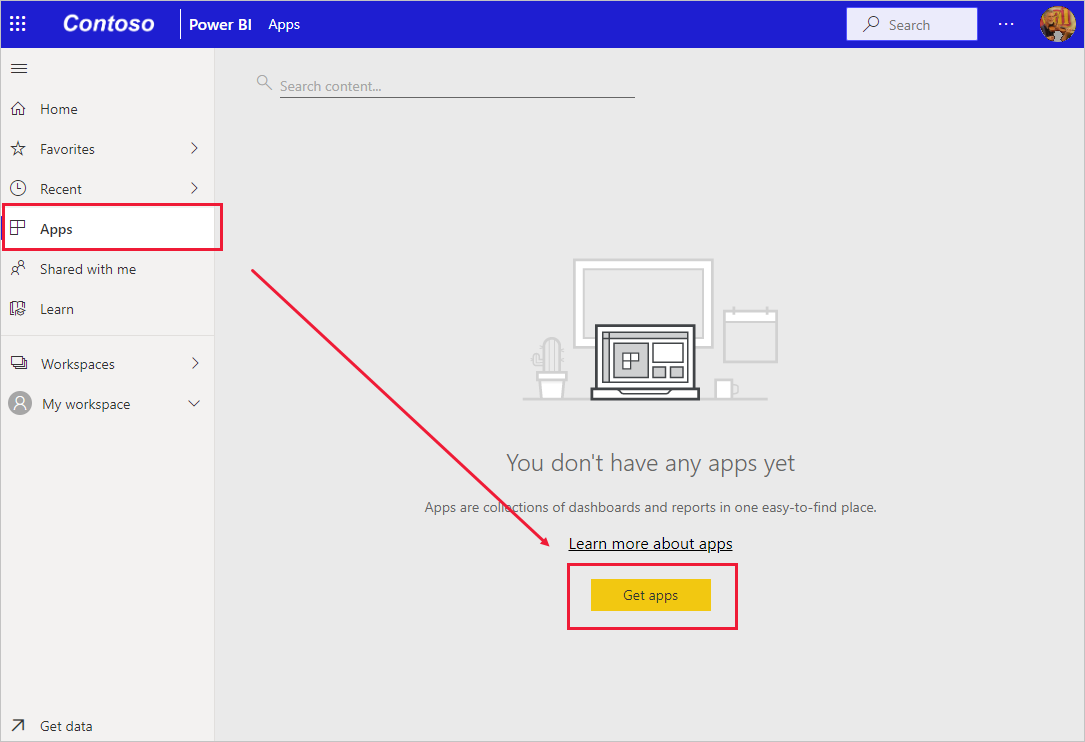 Contoso
Power BI Apps
Search
Search content...
Home
Favorites
Recent
Apps
Shared with me
Learn
Workspaces
My workspace
You don't have any apps yet
Apps are collections of dashboards and reports in one easy-to-find place.
Learn more about apps
Get apps
Get data